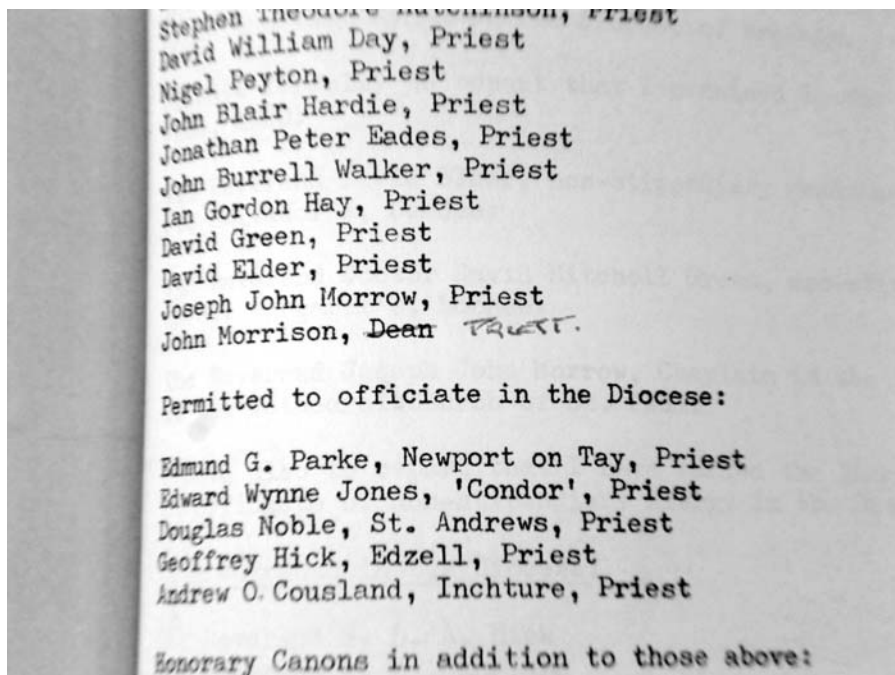 Stephen Theodore Hutchinson, Priest
David William Day, Priest
Nigel Peyton, Priest
John Blair Hardie, Priest
Jonathan Peter Eades, Priest
John Burrell Walker, Priest
Ian Gordon Hay, Priest
David Green, Priest
David Elder, Priest
Joseph John Morrow, Priest
John Morrison, Dean PRIEST.
Permitted to officiate in the Diocese:
Edmund G. Parke, Newport on Tay, Priest
Edward Wynne Jones, 'Condor', Priest
Douglas Noble, St. Andrews, Priest
Geoffrey Hick, Edzell, Priest
Andrew O. Cousland, Inchture, Priest
Honorary Canons in addition to those above: